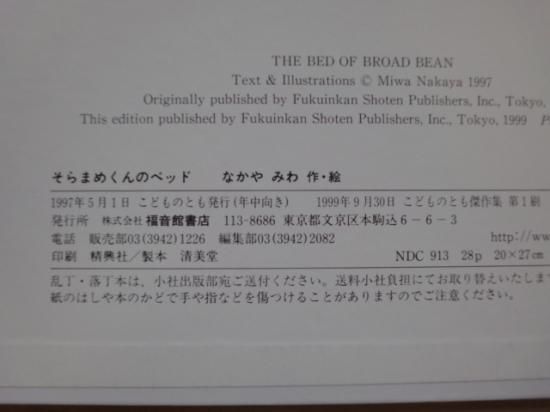 THE BED OF BROAD BEAN
Text & Illustrations © Miwa Nakaya 1997
Originally published by Fukuinkan Shoten Publishers, Inc., Tokyo,
This edition published by Fukuinkan Shoten Publishers, Inc., Tokyo, 1999
そらまめくんのベッド　なかや みわ 作・絵
1997年5月1日 こどものとも発行(年中向き)　1999年9月30日 こどものとも傑作集 第1刷
発行所　株式会社 福音館書店　113-8686 東京都文京区本駒込6-6-3
電話　販売部03(3942)1226　編集部03(3942)2082　http://ww
印刷　精興社／製本　清美堂　NDC 913　28p　20×27cm
乱丁・落丁本は、小社出版部宛ご送付ください。送料小社負担にてお取り替えいたしま
紙のはしや本のかどで手や指などを傷つけることがありますのでご注意ください。